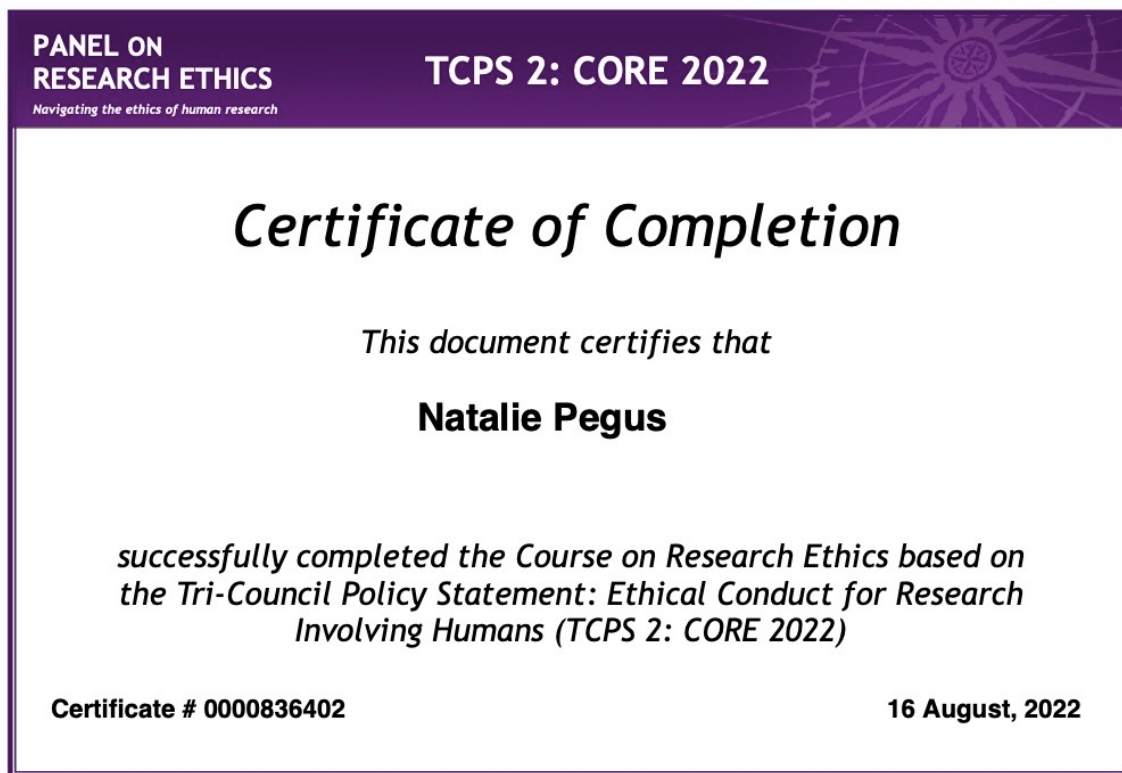 PANEL ON
RESEARCH ETHICS
Navigating the ethics of human research
TCPS 2: CORE 2022
Certificate of Completion
This document certifies that
Natalie Pegus
successfully completed the Course on Research Ethics based on
the Tri-Council Policy Statement: Ethical Conduct for Research
Involving Humans (TCPS 2: CORE 2022)
Certificate # 0000836402
16 August, 2022